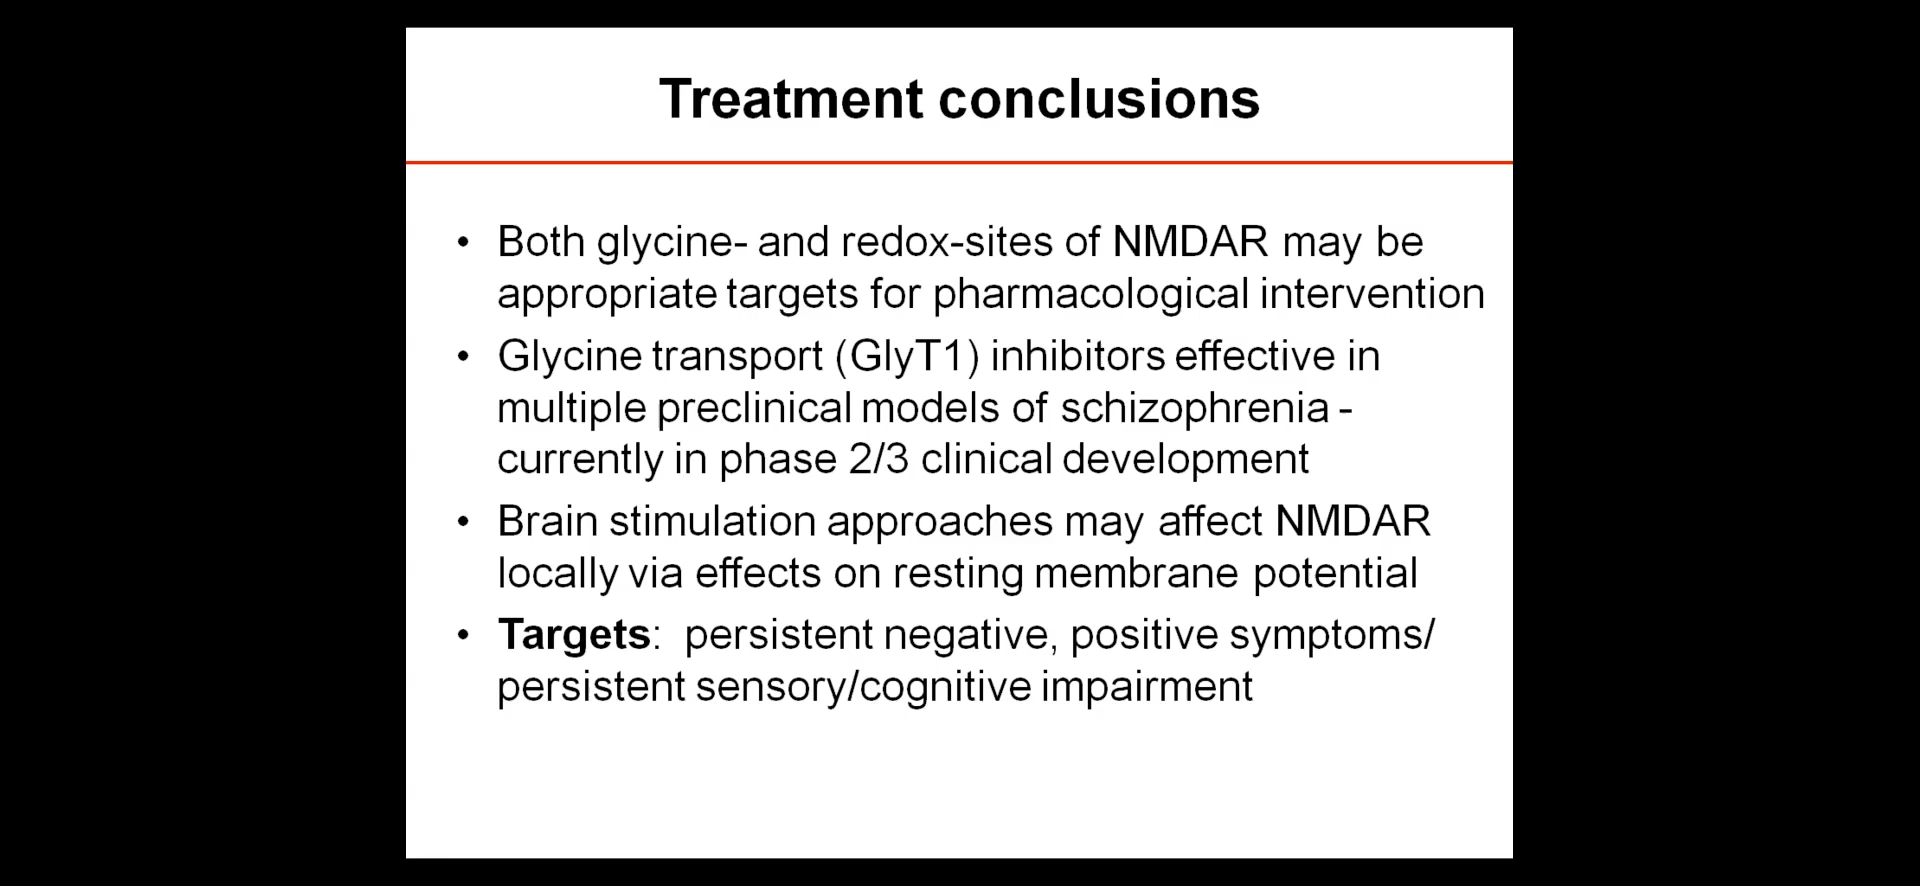 Treatment conclusions
• Both glycine- and redox-sites of NMDAR may be
appropriate targets for pharmacological intervention
• Glycine transport (GlyT1) inhibitors effective in
multiple preclinical models of schizophrenia -
currently in phase 2/3 clinical development
• Brain stimulation approaches may affect NMDAR
locally via effects on resting membrane potential
• Targets:  persistent negative, positive symptoms/
persistent sensory/cognitive impairment